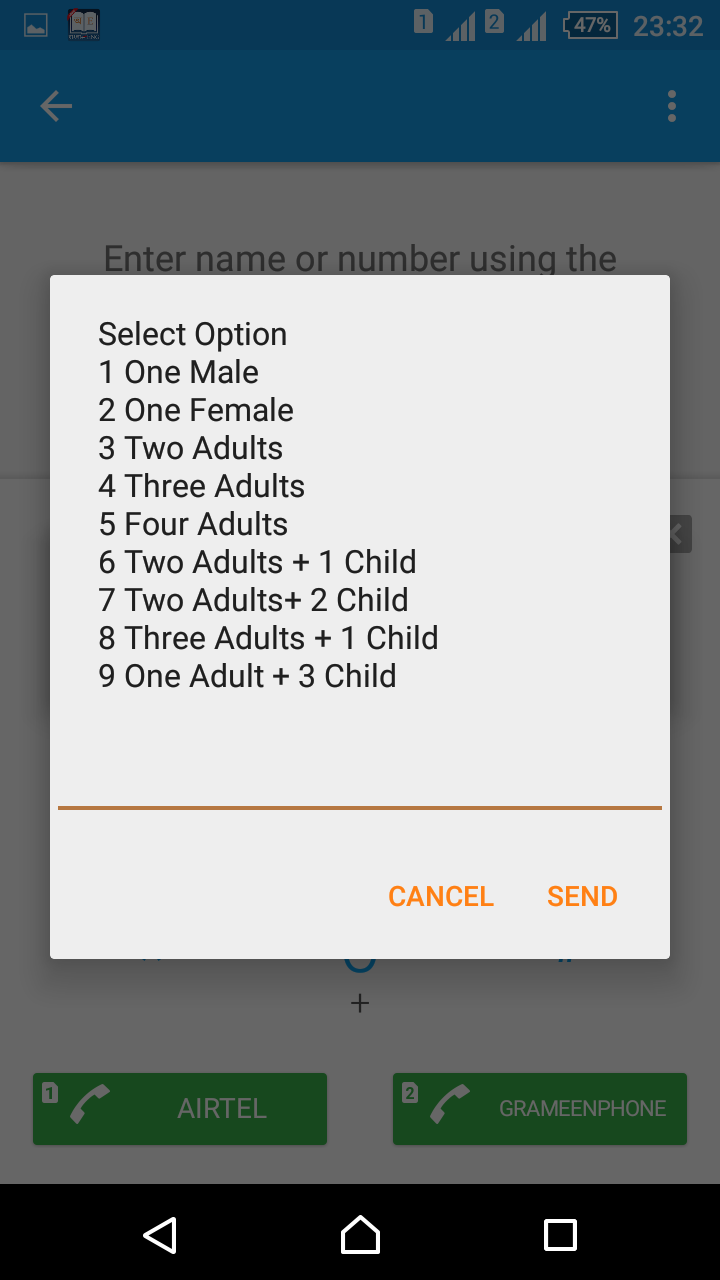 1 2 47% 23:32
Enter name or number using the
Select Option
1 One Male
2 One Female
3 Two Adults
4 Three Adults
5 Four Adults
6 Two Adults + 1 Child
7 Two Adults+ 2 Child
8 Three Adults + 1 Child
9 One Adult + 3 Child
CANCEL SEND
+
1 AIRTEL 2 GRAMEENPHONE